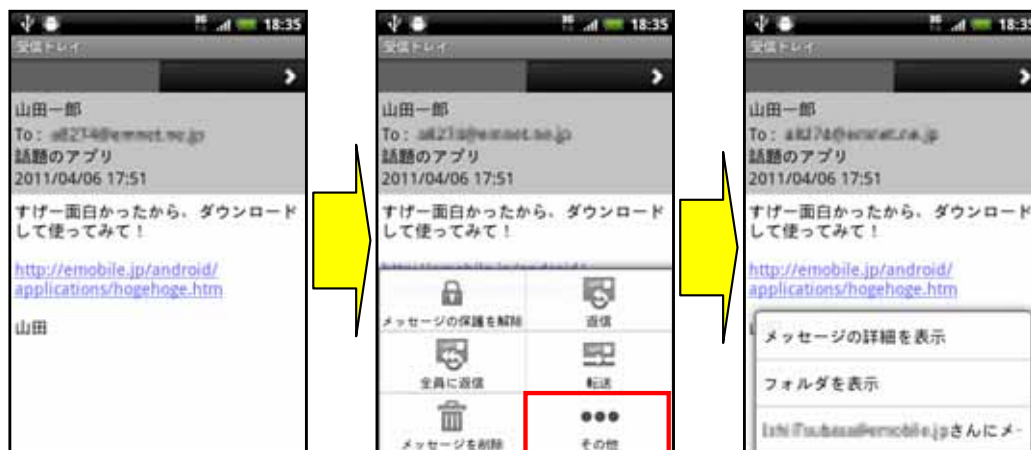 18:35
受信トレイ
山田一郎
To:
話題のアプリ
2011/04/06 17:51
すげー面白かったから、ダウンロード
して使ってみて！
http://emobile.jp/android/
applications/hogehoge.htm
山田
18:35
受信トレイ
山田一郎
To:
話題のアプリ
2011/04/06 17:51
すげー面白かったから、ダウンロード
して使ってみて！
メッセージの保護を解除
返信
全員に返信
転送
メッセージを削除
その他
18:35
受信トレイ
山田一郎
To:
話題のアプリ
2011/04/06 17:51
すげー面白かったから、ダウンロード
して使ってみて！
http://emobile.jp/android/
applications/hogehoge.htm
メッセージの詳細を表示
フォルダを表示
さんにメ